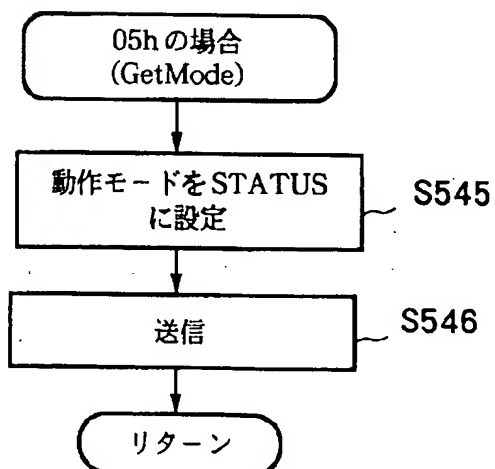 05hの場合
(GetMode)
動作モードをSTATUS
に設定
S545
送信
S546
リターン